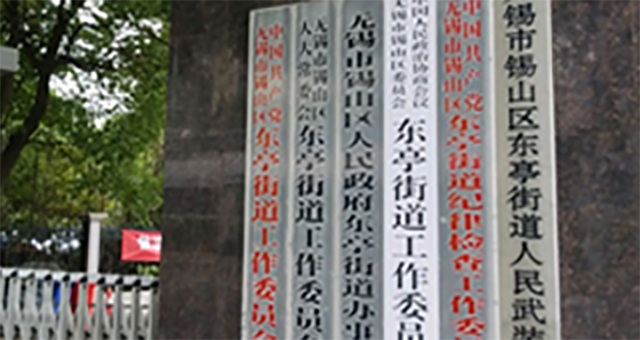 中国共产党
无锡市锡山区
东亭街道工作委员会
无锡市锡山区
人大常委会
东亭街道工作委员会
无锡市锡山区人民政府东亭街道办事
中国人民政治协商会议
无锡市锡山区委员会
东亭街道工作委员
中国共产党
无锡市锡山区
东亭街道纪律检查工作委员
锡市锡山区东亭街道人民武装